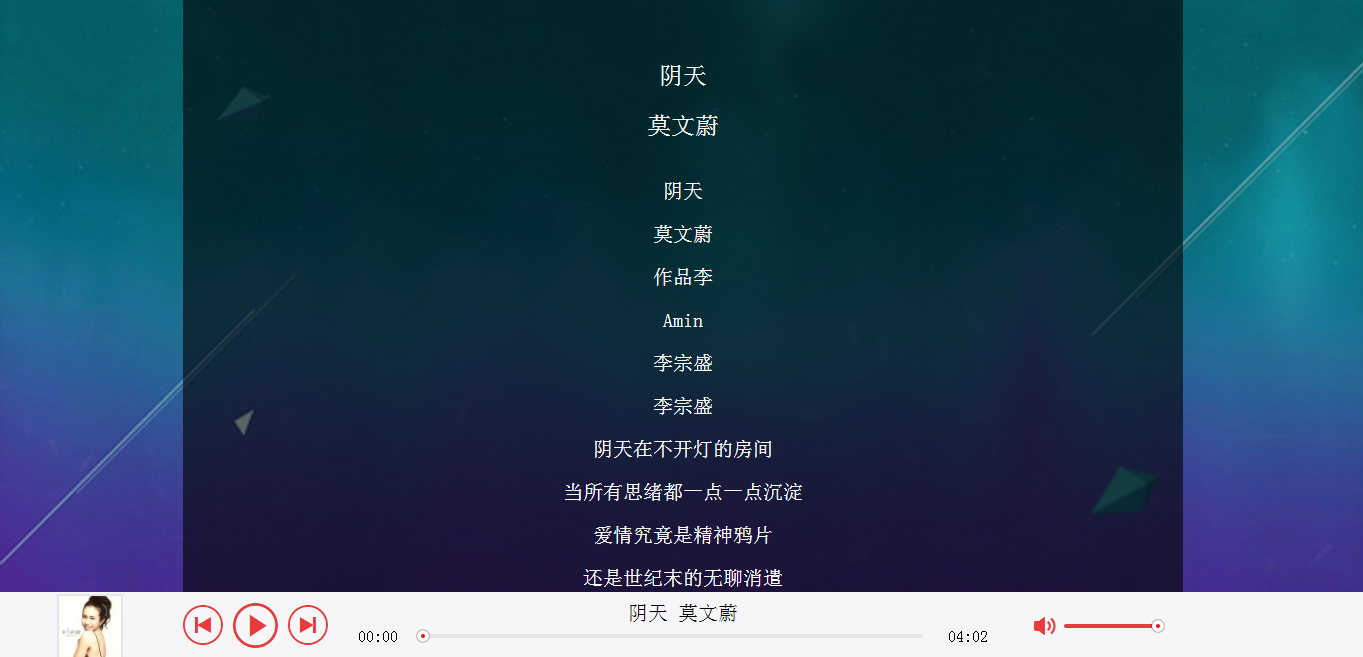 阴天
莫文蔚
阴天
莫文蔚
作品李
Amin
李宗盛
李宗盛
阴天在不开灯的房间
当所有思绪都一点一点沉淀
爱情究竟是精神鸦片
还是世纪末的无聊消遣
阴天 莫文蔚
00:00
04:02